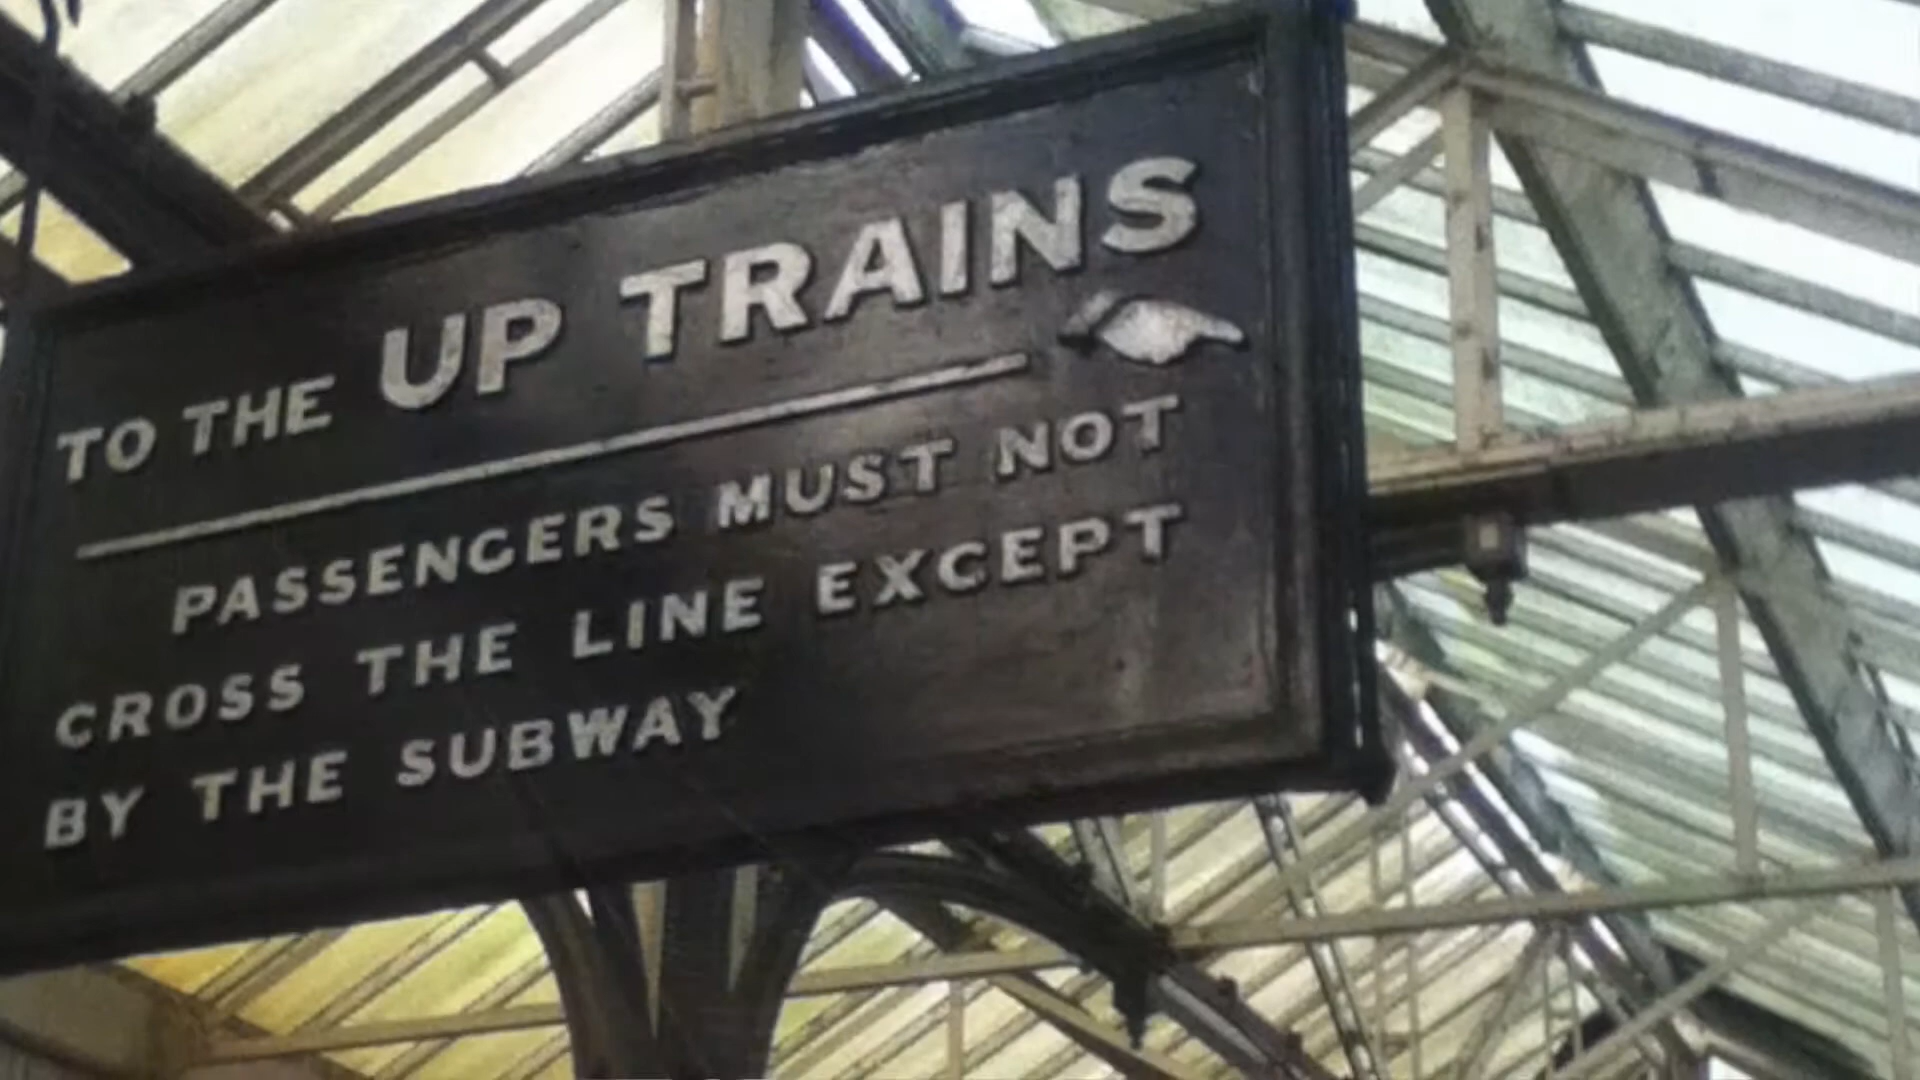 TO THE UP TRAINS
PASSENGERS MUST NOT
CROSS THE LINE EXCEPT
BY THE SUBWAY